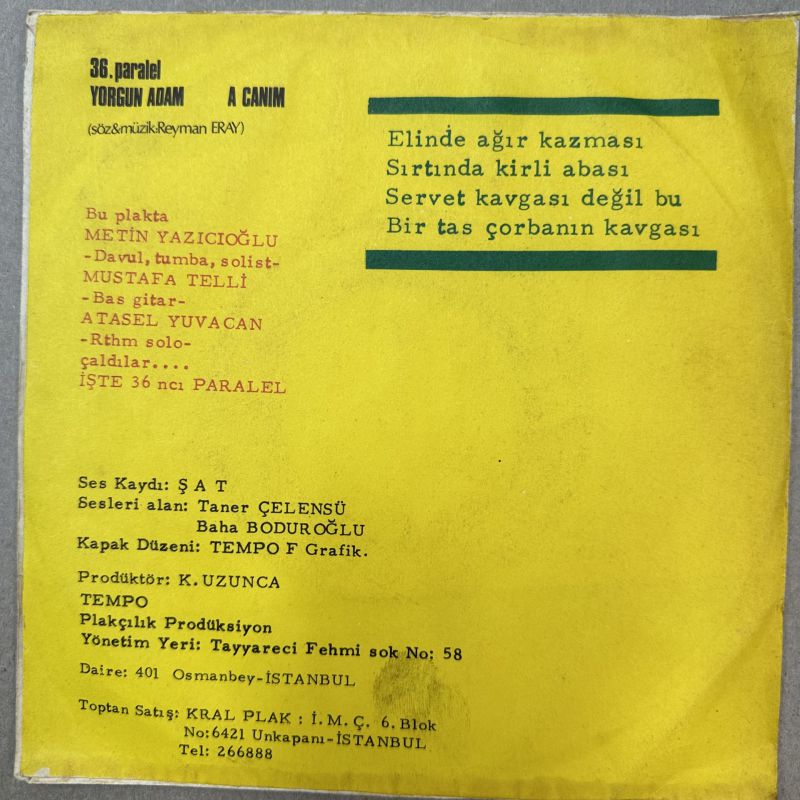 36.paralel
YORGUN ADAM A CANIM
(söz&müzik:Reyman ERAY)
Elinde ağır kazması
Sırtında kirli abası
Servet kavgası değil bu
Bir tas çorbanın kavgası
Bu plakta
METİN YAZICIOĞLU
-Davul, tumba, solist-
MUSTAFA TELLİ
-Bas gitar-
ATASEL YUVACAN
-Rthm solo-
çaldılar....
İŞTE 36 ncı PARALEL
Ses Kaydı: Ş A T
Sesleri alan: Taner ÇELENSÜ
Baha BODUROĞLU
Kapak Düzeni: TEMPO F Grafik.
Prodüktör: K. UZUNCA
TEMPO
Plakçılık Prodüksiyon
Yönetim Yeri: Tayyareci Fehmi sok No: 58
Daire: 401 Osmanbey-İSTANBUL
Toptan Satış: KRAL PLAK : İ.M.Ç. 6. Blok
No:6421 Unkapanı-İSTANBUL
Tel: 266888